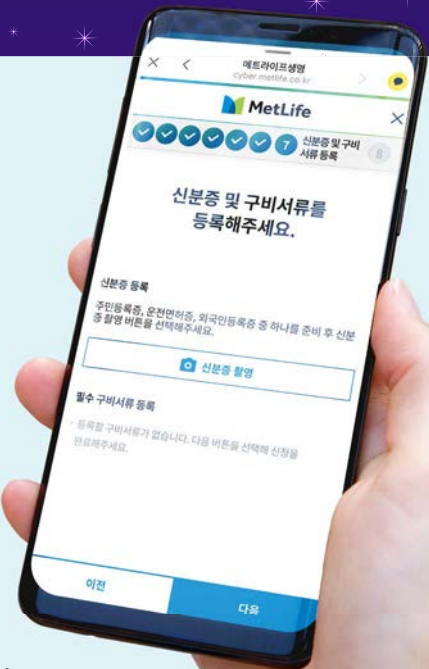 메트라이프생명
cyber.metlife.co.kr
MetLife
7 신분증 및 구비
서류 등록 8
신분증 및 구비서류를
등록해주세요.
신분증 등록
주민등록증, 운전면허증, 외국인등록증 중 하나를 준비 후 신분
증 촬영 버튼을 선택해주세요.
신분증 촬영
필수 구비서류 등록
· 등록할 구비서류가 없습니다. 다음 버튼을 선택해 신청을
완료해주세요.
이전 다음